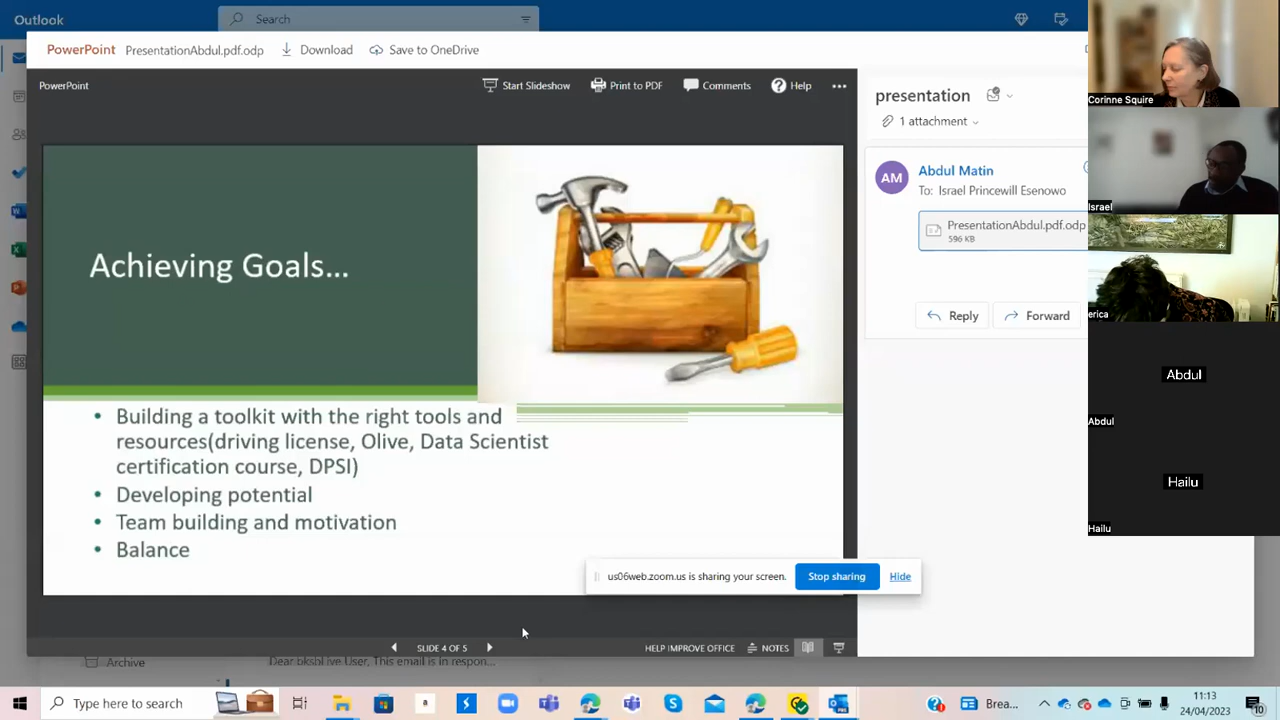 Outlook
Search
PowerPoint PresentationAbdul.pdf.odp Download Save to OneDrive
PowerPoint
Start Slideshow Print to PDF Comments Help
Achieving Goals...
• Building a toolkit with the right tools and
resources(driving license, Olive, Data Scientist
certification course, DPSI)
• Developing potential
• Team building and motivation
• Balance
us06web.zoom.us is sharing your screen. Stop sharing Hide
SLIDE 4 OF 5
HELP IMPROVE OFFICE NOTES
presentation
1 attachment
AM
Abdul Matin
To: Israel Princewill Esenowo
PresentationAbdul.pdf.odp
596 KB
Reply Forward
Corinne Squire
Israel
erica
Abdul
Abdul
Hailu
Hailu
Archive
Dear bksblive User, This email is in respon...
Type here to search
Brea...
11:13
24/04/2023
10